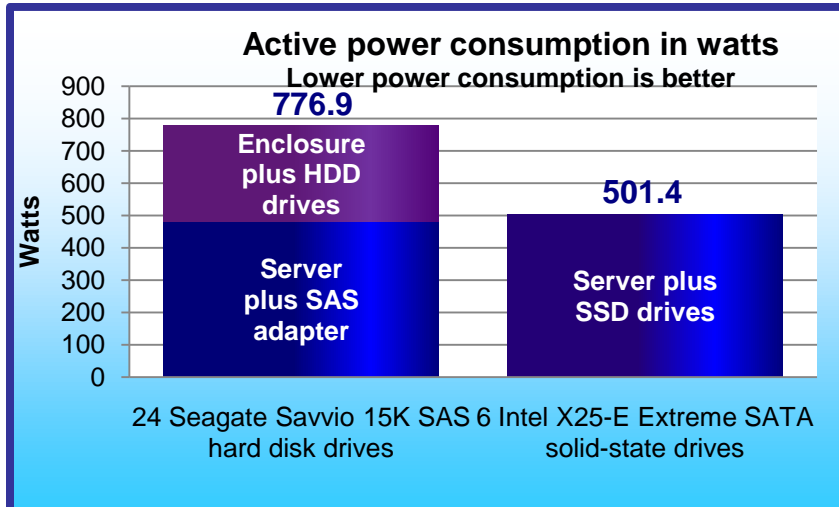 Active power consumption in watts
Lower power consumption is better
900
800
700
600
500
400
300
200
100
0
Watts
776.9
Enclosure
plus HDD
drives
Server
plus SAS
adapter
501.4
Server plus
SSD drives
24 Seagate Savvio 15K SAS
hard disk drives
6 Intel X25-E Extreme SATA
solid-state drives